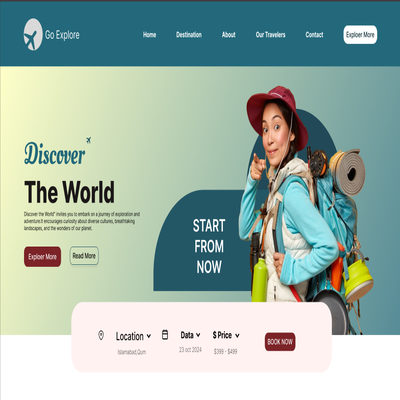 Go Explore
Home Destination About Our Travelers Contact Exploer More
Discover
The World
Discover the World" invites you to embark on a journey of exploration and
adventure.It encourages curiosity about diverse cultures, breathtaking
landscapes, and the wonders of our planet.
Exploer More Read More
START
FROM
NOW
Location Data $ Price
Islamabad,Qum 23 oct 2024 $399 - $499
BOOK NOW